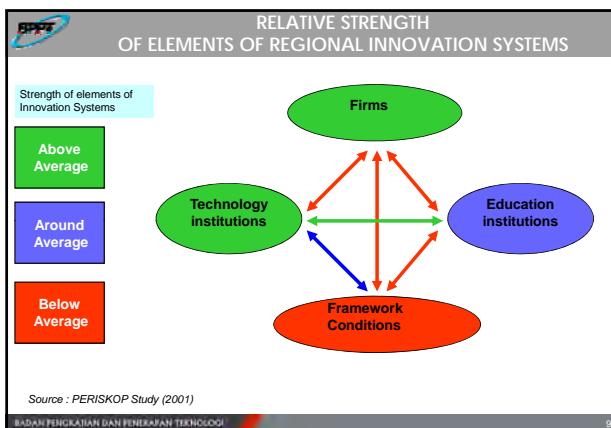 BPPT
RELATIVE STRENGTH
OF ELEMENTS OF REGIONAL INNOVATION SYSTEMS
Strength of elements of
Innovation Systems
Above
Average
Around
Average
Below
Average
Firms
Technology
institutions
Education
institutions
Framework
Conditions
Source : PERISKOP Study (2001)
BADAN PENGKAJIAN DAN PENERAPAN TEKNOLOGI
9